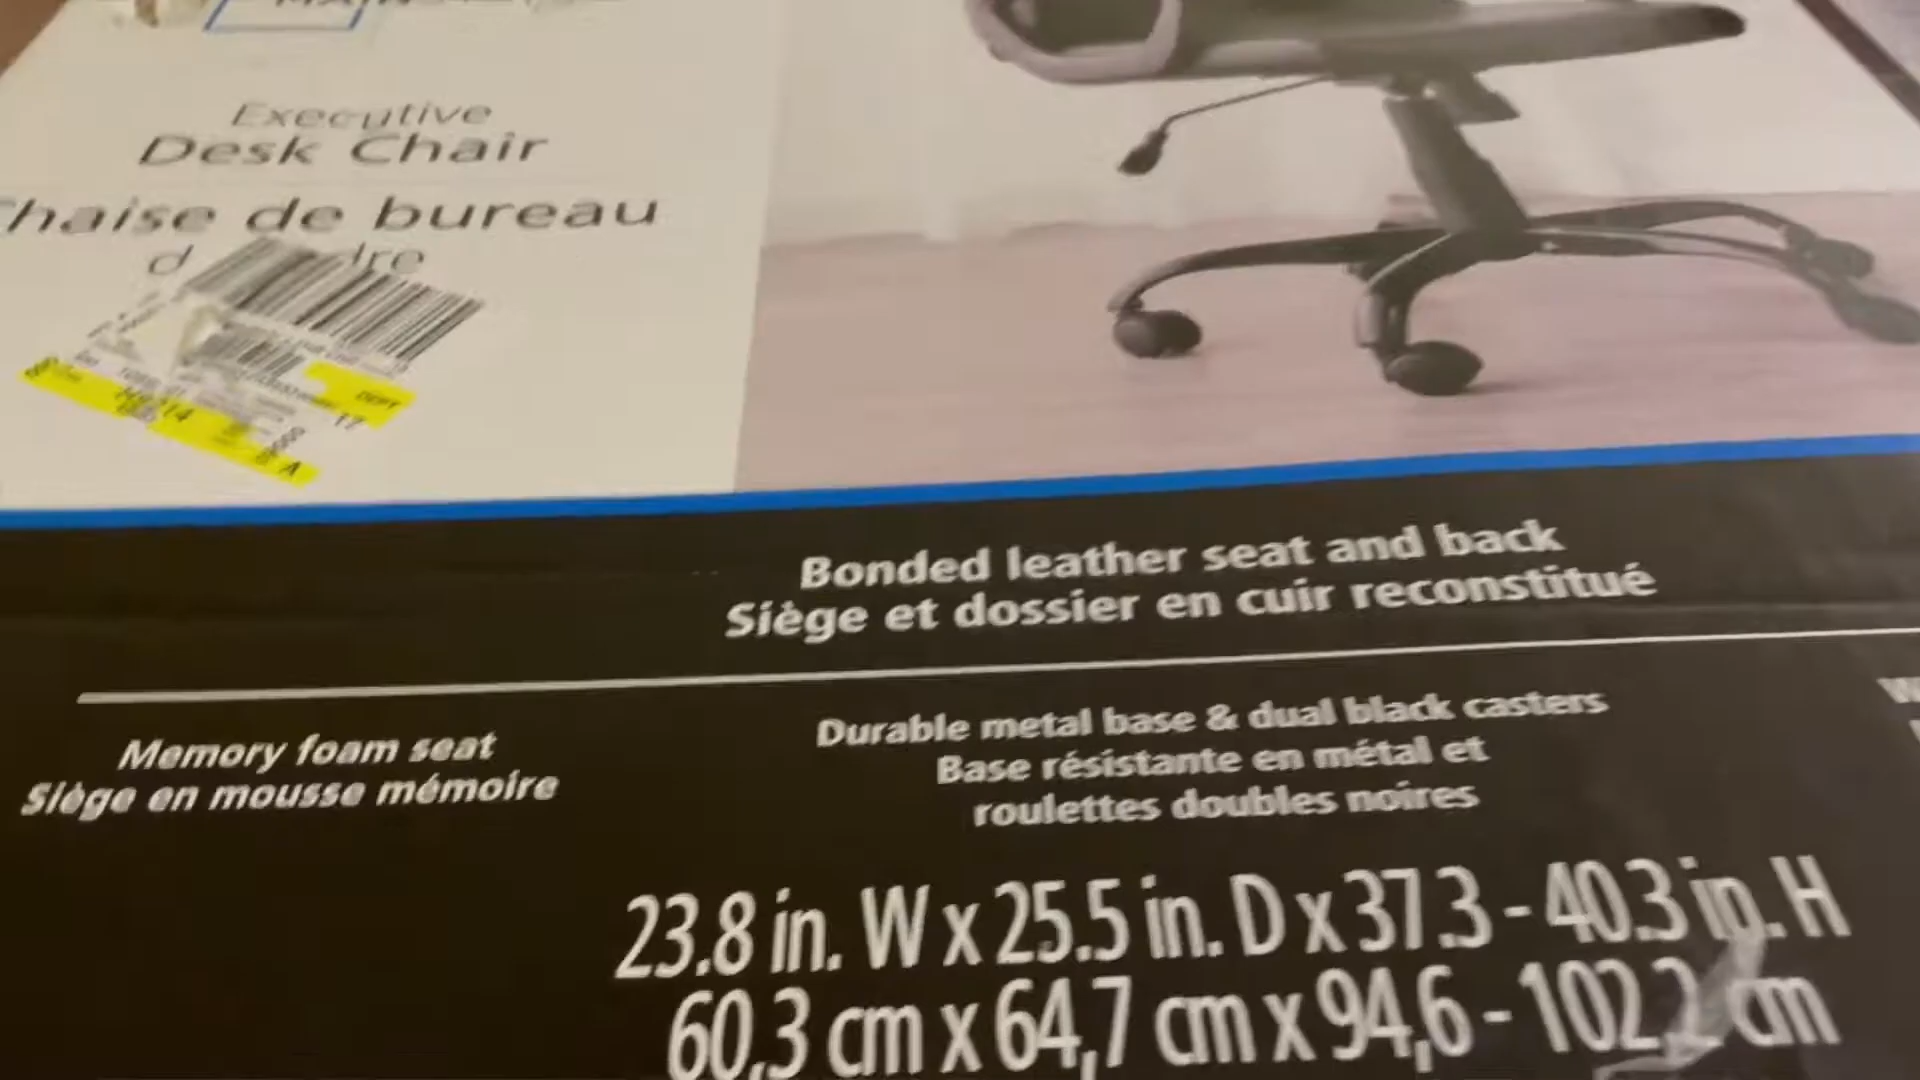 Executive
Desk Chair
haise de bureau
DEPT
17
Bonded leather seat and back
Siège et dossier en cuir reconstitué
Memory foam seat
Siège en mousse mémoire
Durable metal base & dual black casters
Base résistante en métal et
roulettes doubles noires
23.8 in. W x 25.5 in. D x 37.3 - 40.3 in. H
60,3 cm x 64,7 cm x 94,6 - 102,2 cm